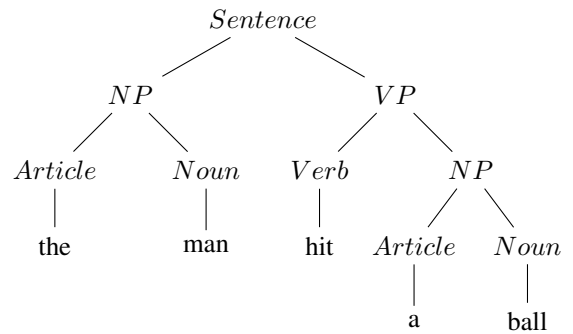 Sentence
NP VP
Article Noun Verb NP
the man hit Article Noun
a ball